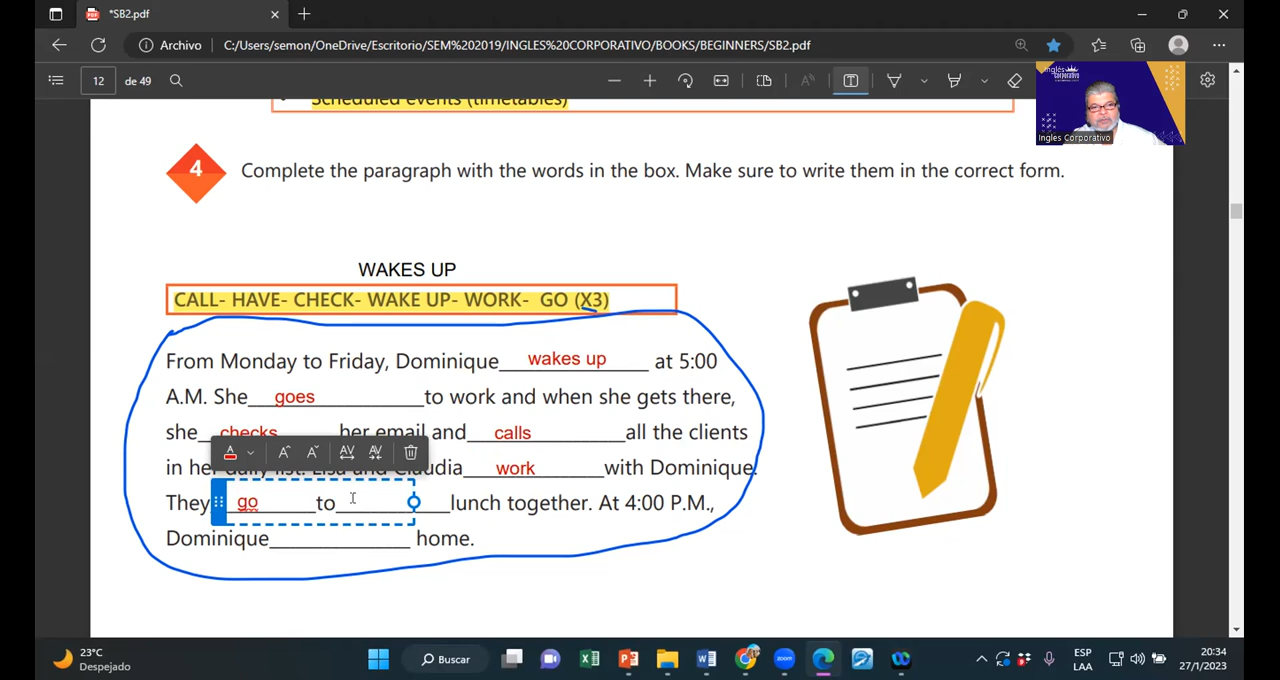 *SB2.pdf
Archivo
C:/Users/semon/OneDrive/Escritorio/SEM%202019/INGLES%20CORPORATIVO/BOOKS/BEGINNERS/SB2.pdf
12 de 49
Scheduled events (timetables)
Inglés Corporativo
Ingles Corporativo
4 Complete the paragraph with the words in the box. Make sure to write them in the correct form.
WAKES UP
CALL- HAVE- CHECK- WAKE UP- WORK- GO (X3)
From Monday to Friday, Dominique wakes up at 5:00
A.M. She goes to work and when she gets there,
she checks her email and calls all the clients
in her daily list. Lisa and Claudia work with Dominique.
They go to ______ lunch together. At 4:00 P.M.,
Dominique ______ home.
23°C
Despejado
Buscar
ESP
LAA
20:34
27/1/2023